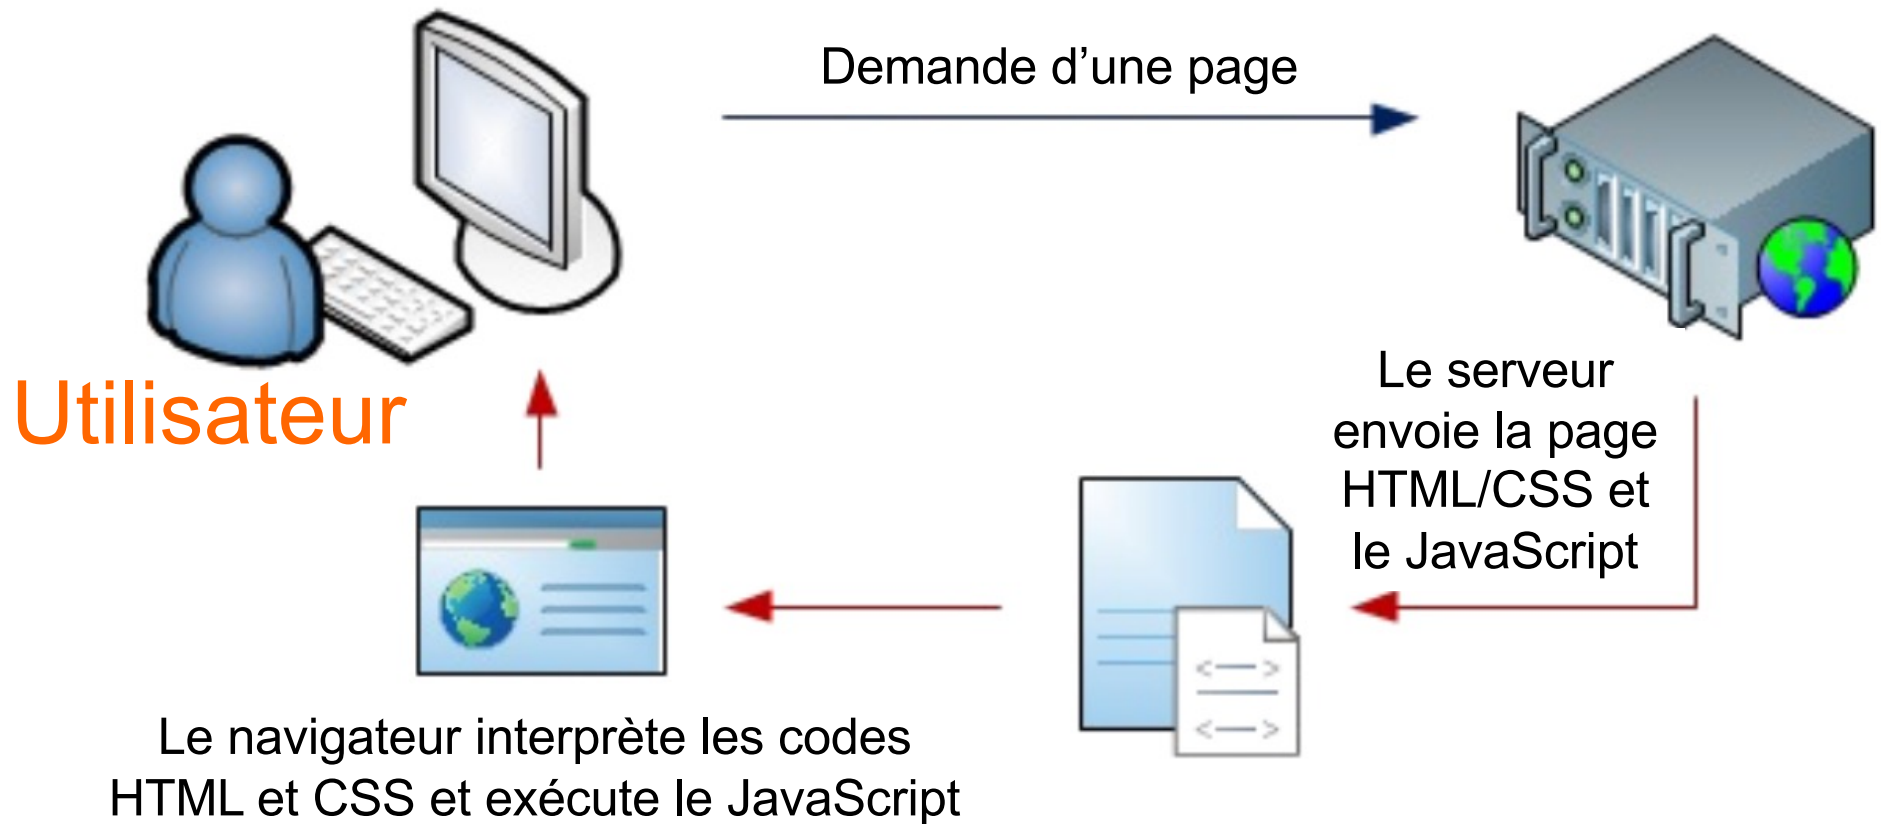 Demande d’une page
Utilisateur
Le serveur
envoie la page
HTML/CSS et
le JavaScript
Le navigateur interprète les codes
HTML et CSS et exécute le JavaScript